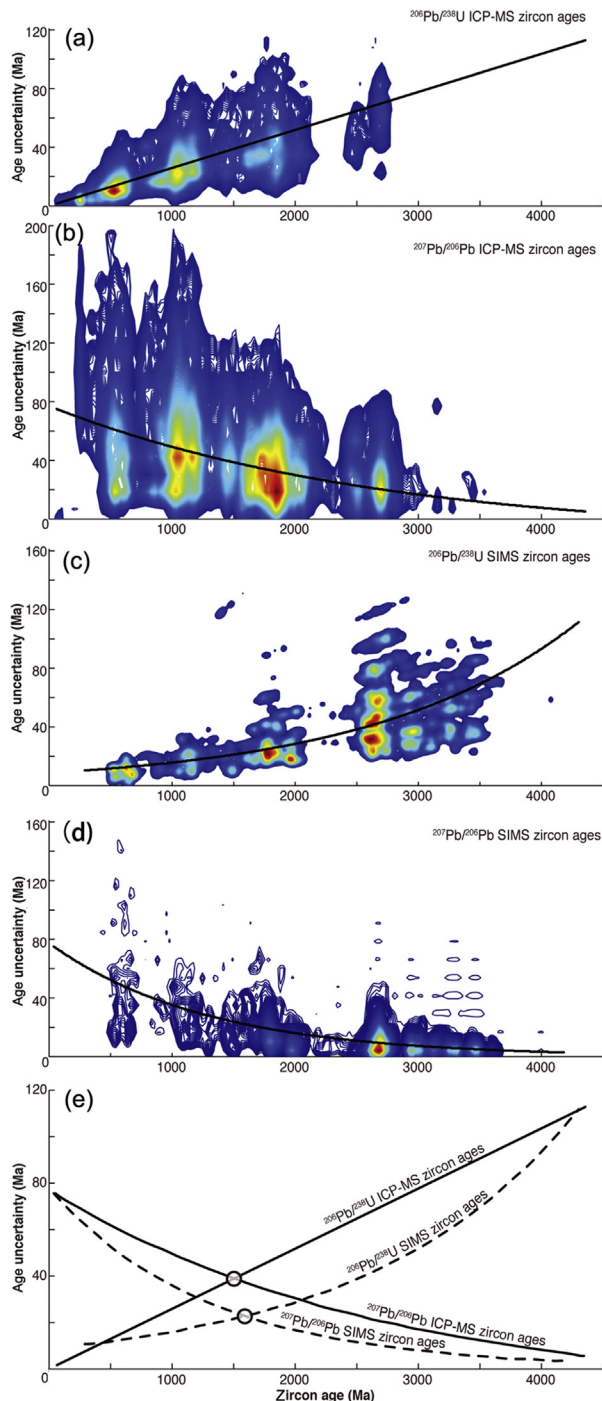 (a)
²⁰⁶Pb/²³⁸U ICP-MS zircon ages
Age uncertainty (Ma)
120
80
40
0
1000
2000
3000
4000
(b)
²⁰⁷Pb/²⁰⁶Pb ICP-MS zircon ages
Age uncertainty (Ma)
200
160
120
80
40
0
1000
2000
3000
4000
(c)
²⁰⁶Pb/²³⁸U SIMS zircon ages
Age uncertainty (Ma)
160
120
80
40
0
1000
2000
3000
4000
(d)
²⁰⁷Pb/²⁰⁶Pb SIMS zircon ages
Age uncertainty (Ma)
160
120
80
40
0
1000
2000
3000
4000
(e)
Age uncertainty (Ma)
120
80
40
0
²⁰⁶Pb/²³⁸U ICP-MS zircon ages
²⁰⁶Pb/²³⁸U SIMS zircon ages
²⁰⁷Pb/²⁰⁶Pb ICP-MS zircon ages
²⁰⁷Pb/²⁰⁶Pb SIMS zircon ages
1000
2000
3000
4000
Zircon age (Ma)